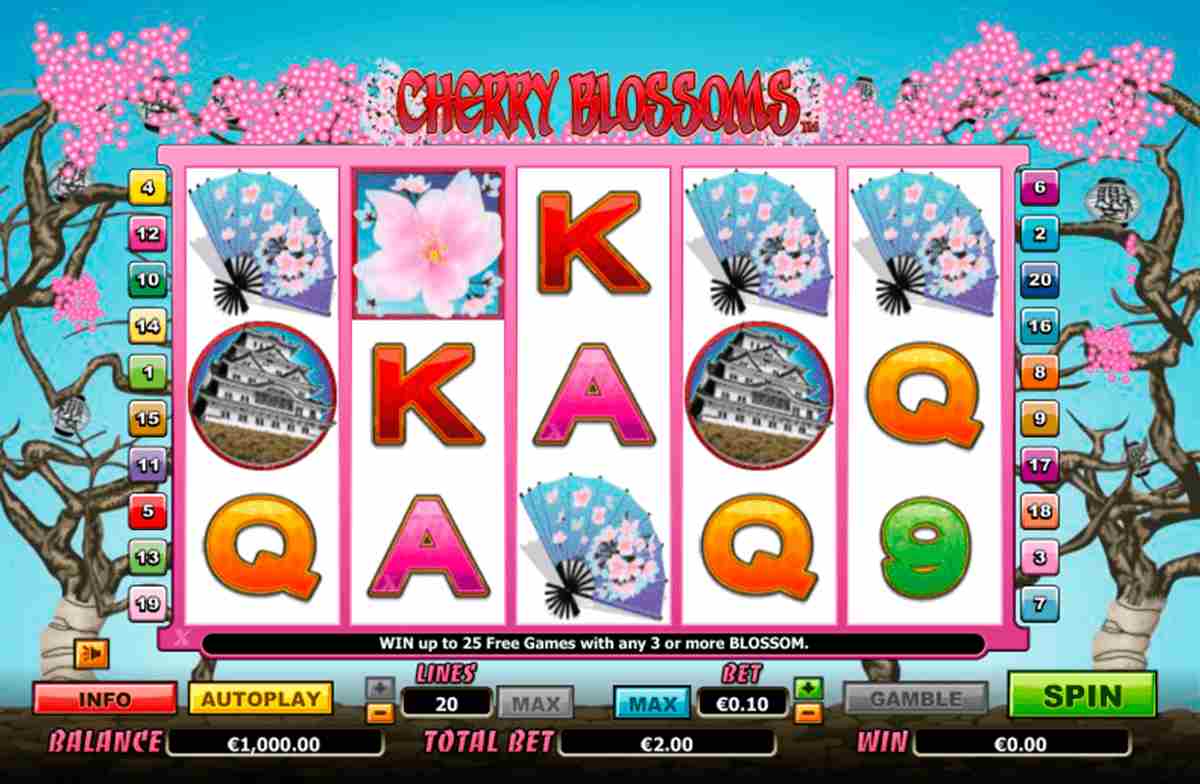 CHERRY BLOSSOMS™
K
4
6
12
2
10
20
14
16
K
A
Q
1
8
15
9
11
17
5
18
Q
A
Q
9
13
3
19
7
X
WIN up to 25 Free Games with any 3 or more BLOSSOM.
LINES
BET
INFO
AUTOPLAY
+
-
20
MAX
MAX
€0.10
+
-
GAMBLE
SPIN
BALANCE
€1,000.00
TOTAL BET
€2.00
WIN
€0.00